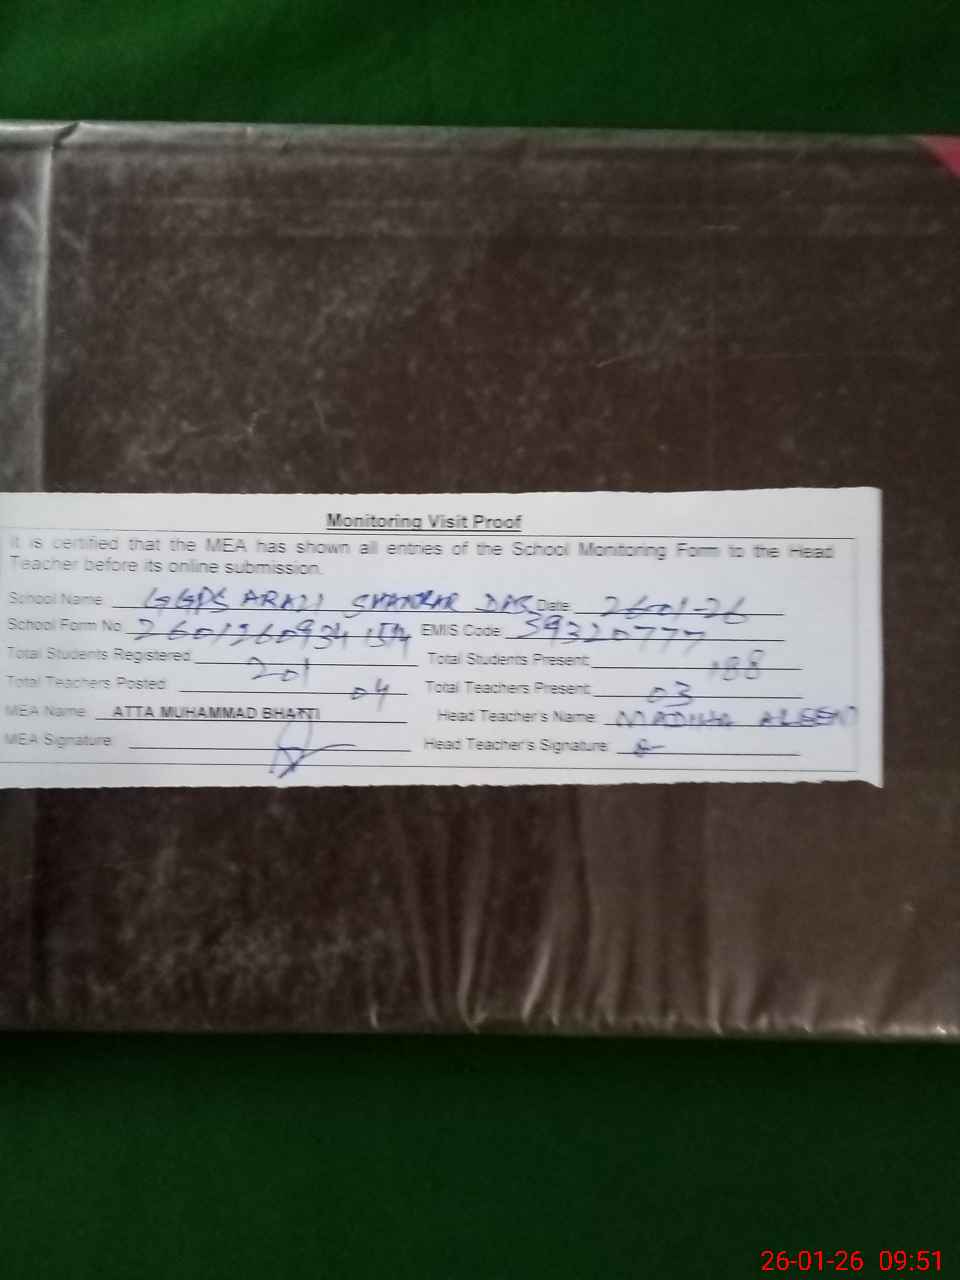 Monitoring Visit Proof
It is certified that the MEA has shown all entries of the School Monitoring Form to the Head
Teacher before its online submission.
School Name: GGPS ARAZI SHANKAR DAS Date: 26-01-26
School Form No. 260126093454 EMIS Code: 39320777
Total Students Registered: 201 Total Students Present: 188
Total Teachers Posted: 04 Total Teachers Present: 03
MEA Name: ATTA MUHAMMAD BHATTI Head Teacher's Name: MADIHA
MEA Signature: Head Teacher's Signature:
26-01-26 09:51